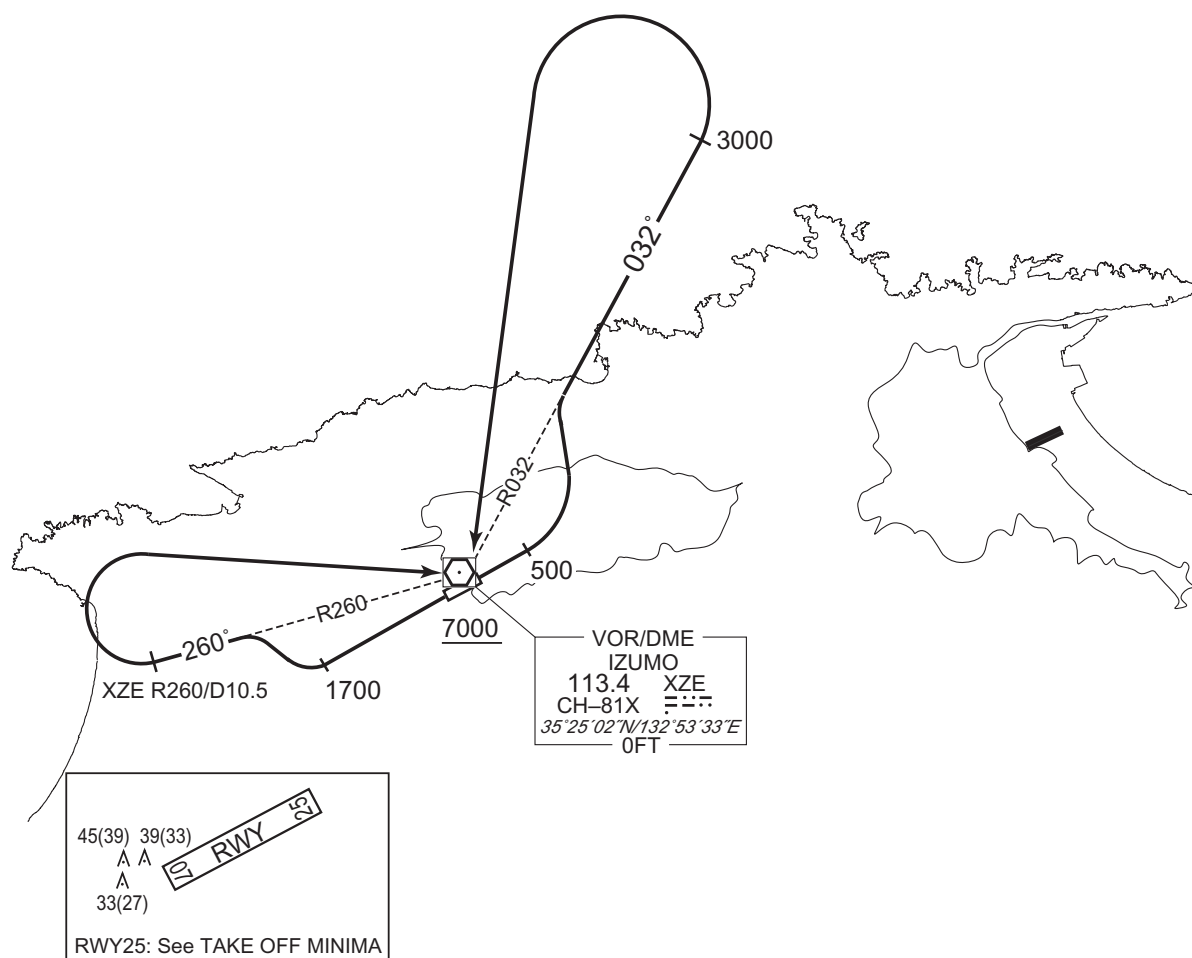 3000
032°
R032
500
R260
260°
7000
XZE R260/D10.5
1700
VOR/DME
IZUMO
113.4 XZE
CH–81X
35°25′02″N/132°53′33″E
0FT
45(39) 39(33)
33(27)
07 RWY 25
RWY25: See TAKE OFF MINIMA